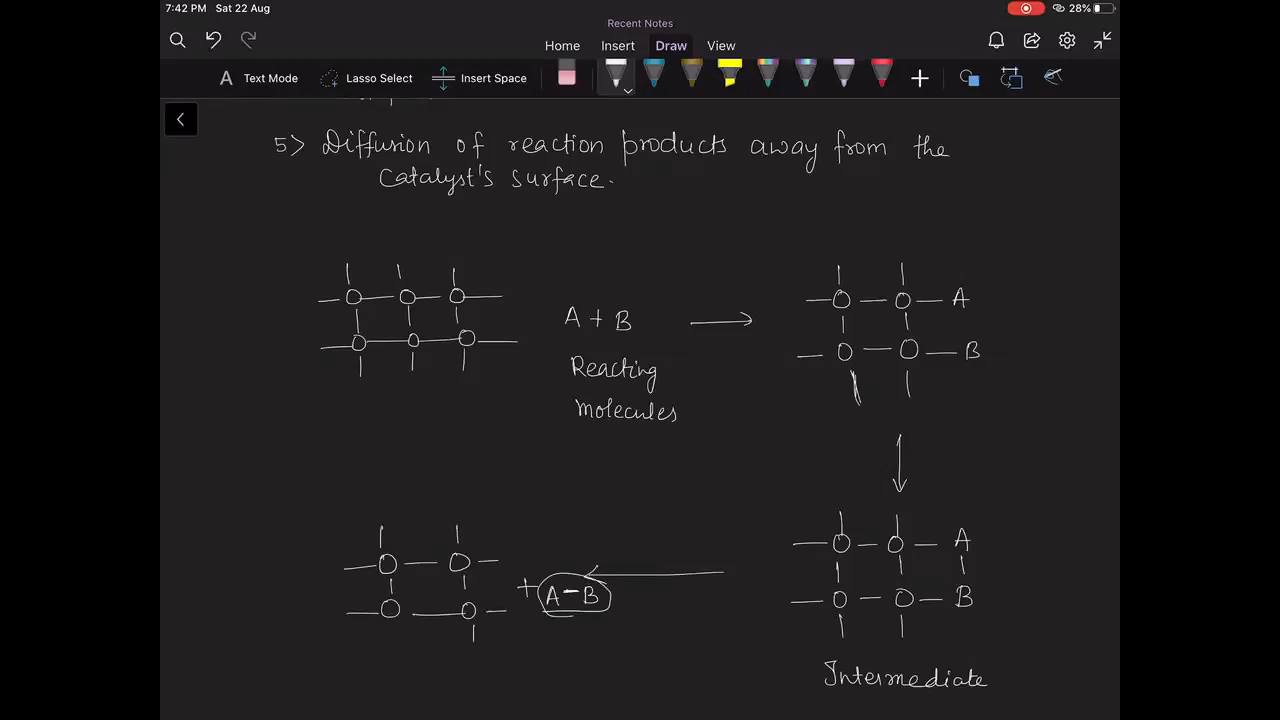 7:42 PM Sat 22 Aug
28%
Recent Notes
Home Insert Draw View
A Text Mode Lasso Select Insert Space
5> Diffusion of reaction products away from the
Catalyst's surface.
A + B
Reacting
molecules
A
B
A
B
+ A-B
Intermediate